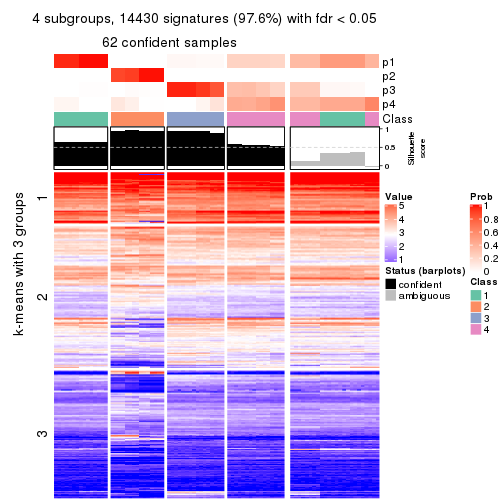 4 subgroups, 14430 signatures (97.6%) with fdr < 0.05
62 confident samples
p1
p2
p3
p4
Class
1
0.5
0
Silhouette
score
k-means with 3 groups
1
2
3
Value
5
4
3
2
1
Status (barplots)
confident
ambiguous
Prob
1
0.8
0.6
0.4
0.2
0
Class
1
2
3
4